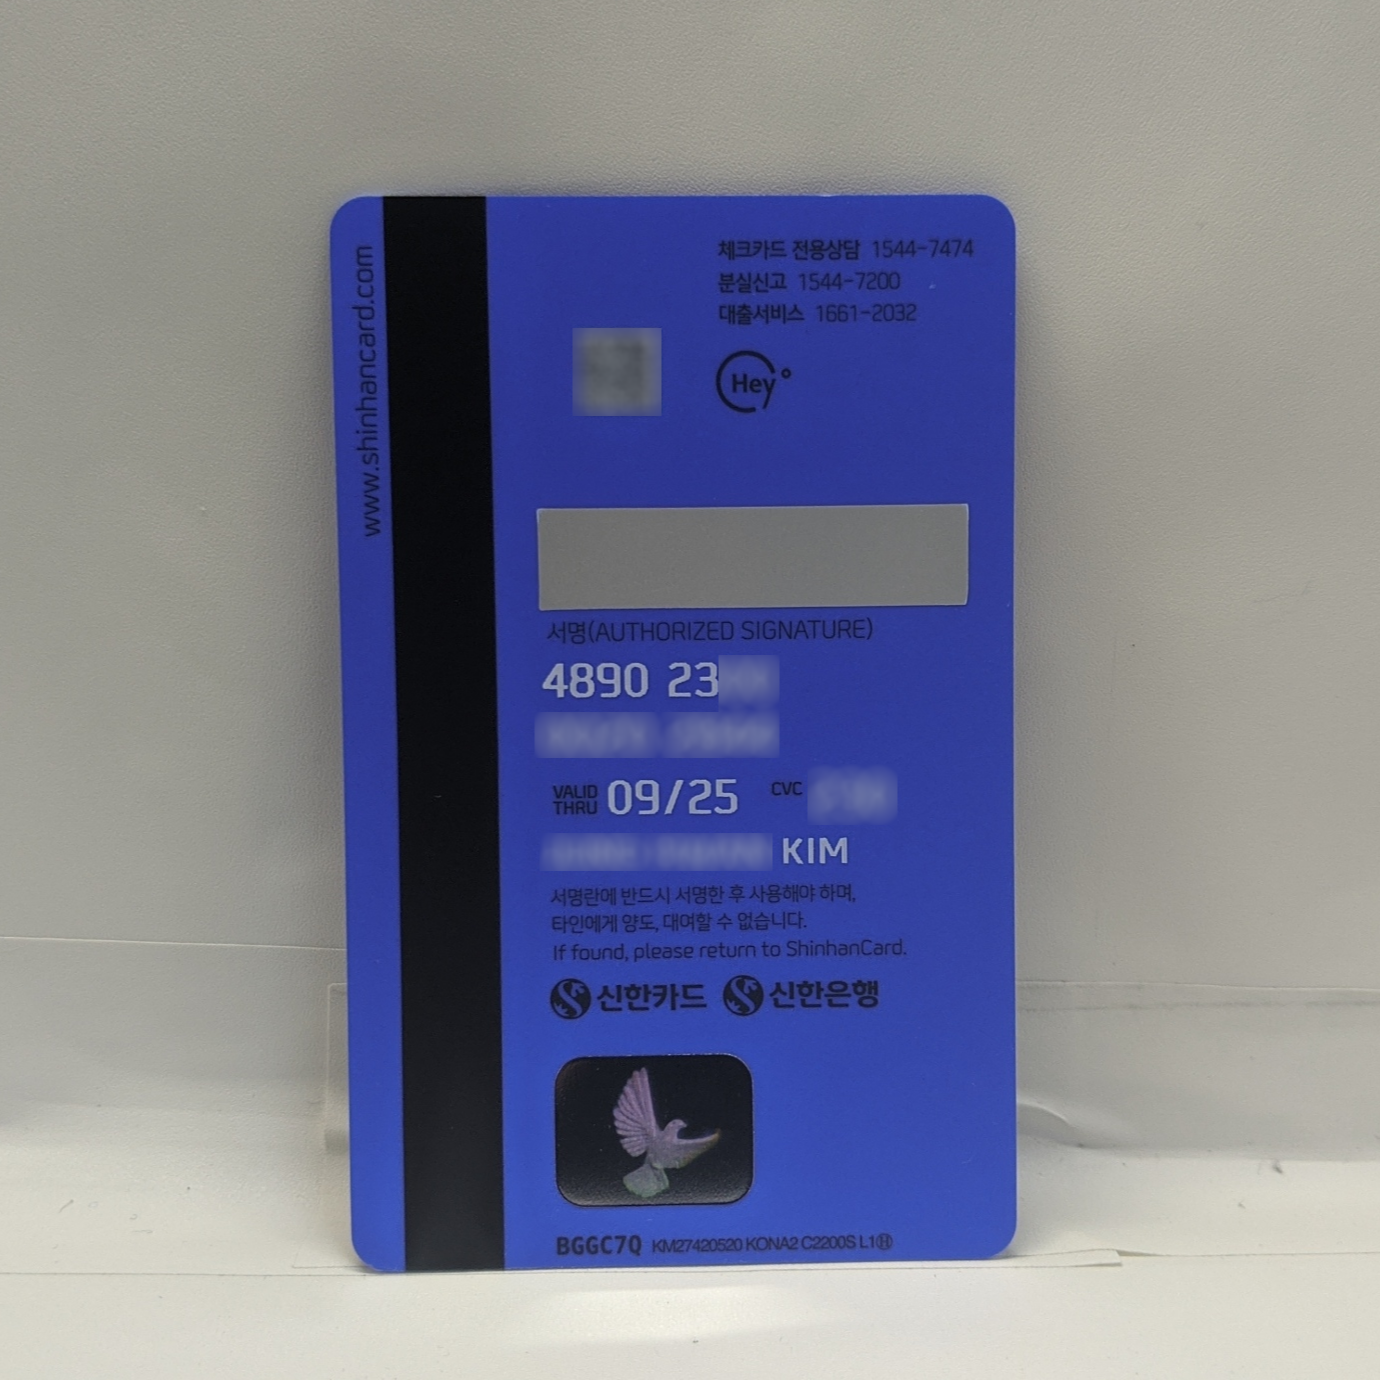 www.shinhancard.com
체크카드 전용상담 1544-7474
분실신고 1544-7200
대출서비스 1661-2032
Hey
서명(AUTHORIZED SIGNATURE)
4890 23
VALID THRU 09/25 CVC
KIM
서명란에 반드시 서명한 후 사용해야 하며,
타인에게 양도, 대여할 수 없습니다.
If found, please return to ShinhanCard.
신한카드 신한은행
BGGC7Q KM27420520 KONA2 C2200S L1Ⓗ